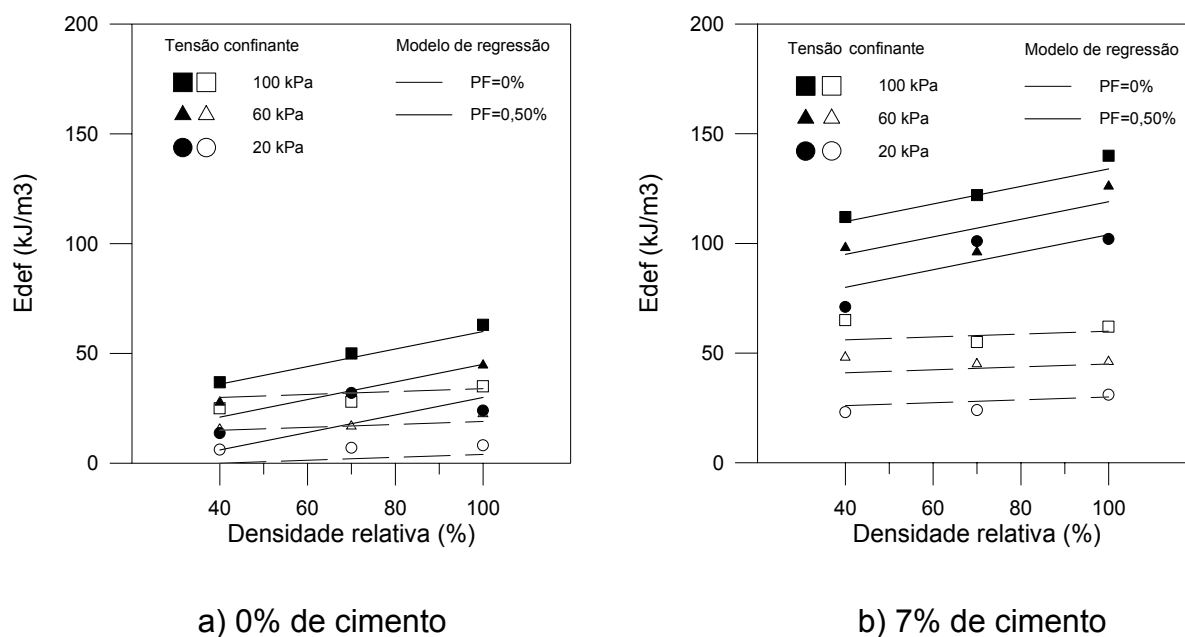 200
150
100
50
0
Edef (kJ/m3)
Tensão confinante
100 kPa
60 kPa
20 kPa
Modelo de regressão
PF=0%
PF=0,50%
40 60 80 100
Densidade relativa (%)
a) 0% de cimento
200
150
100
50
0
Edef (kJ/m3)
Tensão confinante
100 kPa
60 kPa
20 kPa
Modelo de regressão
PF=0%
PF=0,50%
40 60 80 100
Densidade relativa (%)
b) 7% de cimento